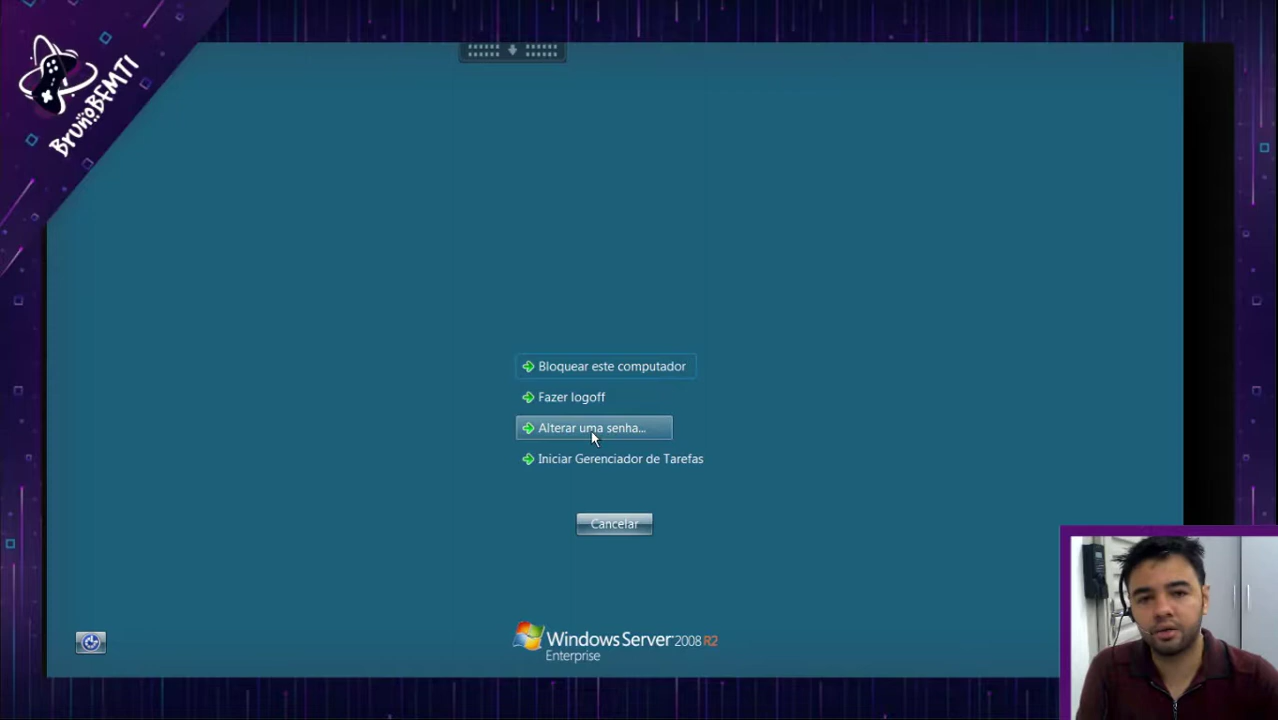 BrunoBEMTI
Bloquear este computador
Fazer logoff
Alterar uma senha...
Iniciar Gerenciador de Tarefas
Cancelar
Windows Server 2008 R2
Enterprise